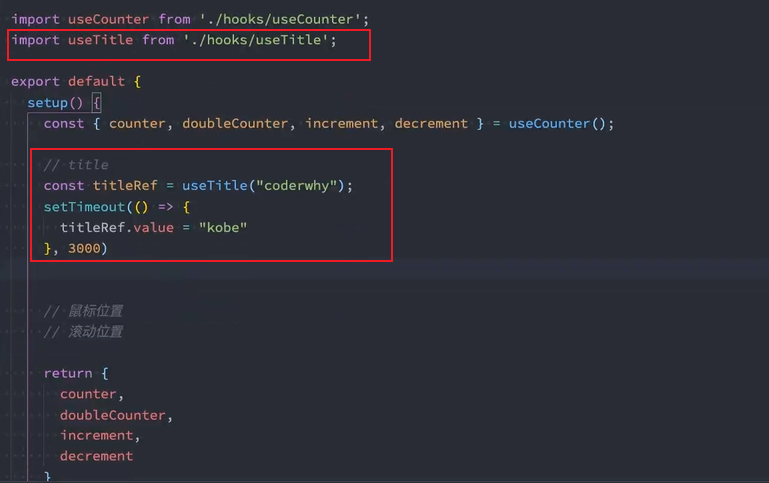 import useCounter from './hooks/useCounter';
import useTitle from './hooks/useTitle';
export default {
setup() {
const { counter, doubleCounter, increment, decrement } = useCounter();
// title
const titleRef = useTitle("coderwhy");
setTimeout(() => {
titleRef.value = "kobe"
}, 3000)
// 鼠标位置
// 滚动位置
return {
counter,
doubleCounter,
increment,
decrement
}